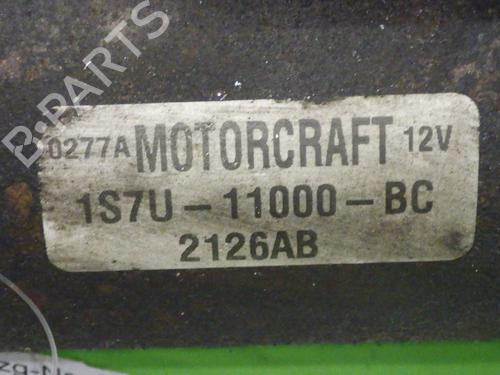 B-PARTS
0277A MOTORCRAFT 12V
1S7U-11000-BC
2126AB